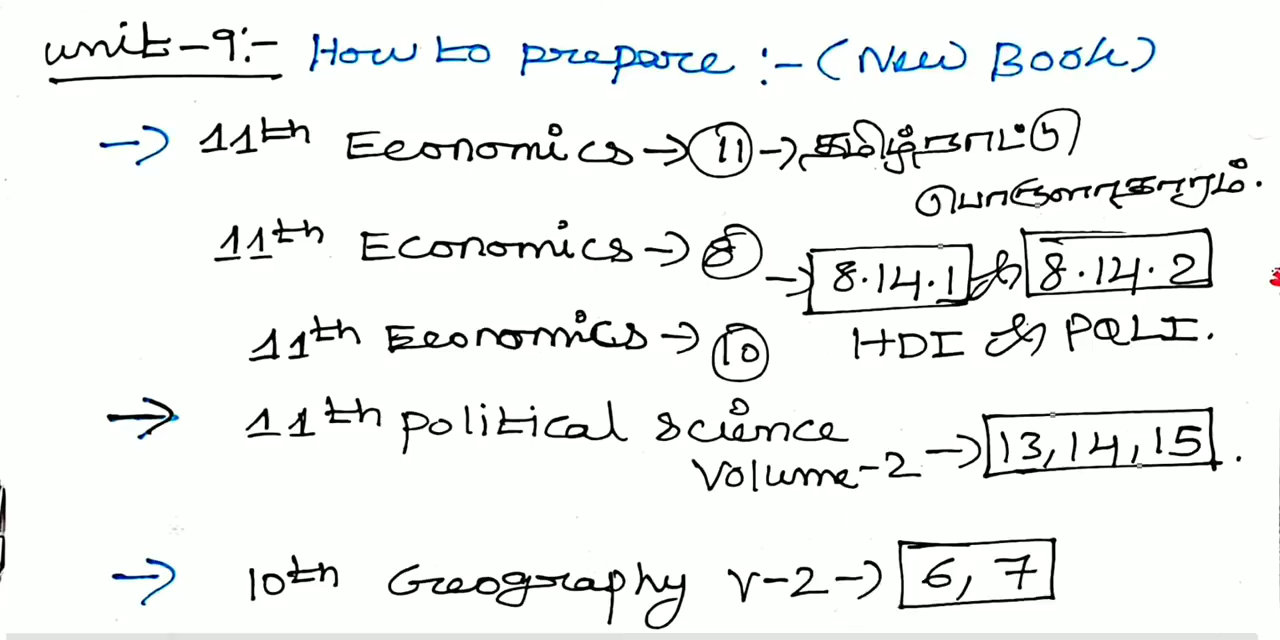 unit-9:- How to prepare :- (New Book)
→ 11th Economics → 11 → தமிழ்நாட்டு
பொருளாதாரம்.
11th Economics → 8 → 8.14.1 & 8.14.2
11th Economics → 10 HDI & PQLI.
→ 11th political science
Volume-2 → 13, 14, 15.
→ 10th Geography V-2 → 6, 7